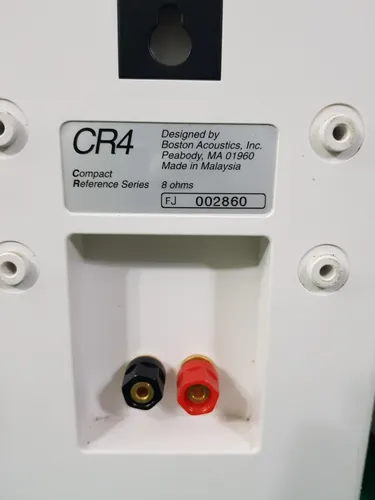 CR4
Compact
Reference Series
Designed by
Boston Acoustics, Inc.
Peabody, MA 01960
Made in Malaysia
8 ohms
FJ 002860